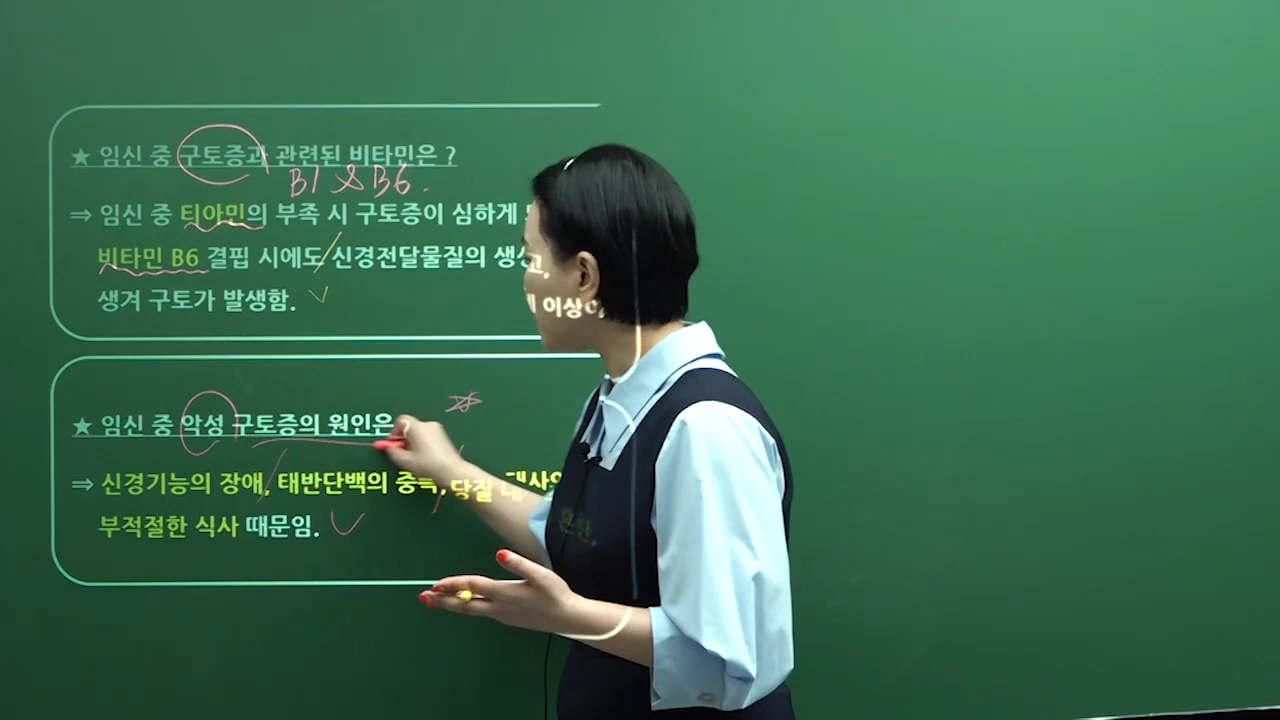 ★ 임신 중 구토증과 관련된 비타민은 ?
B1 & B6.
⇒ 임신 중 티아민의 부족 시 구토증이 심하게
고,
비타민 B6 결핍 시에도 신경전달물질의
이상이
생겨 구토가 발생함.
★ 임신 중 악성 구토증의 원인은
⇒ 신경기능의 장애, 태반단백의 당질
부적절한 식사 때문임.